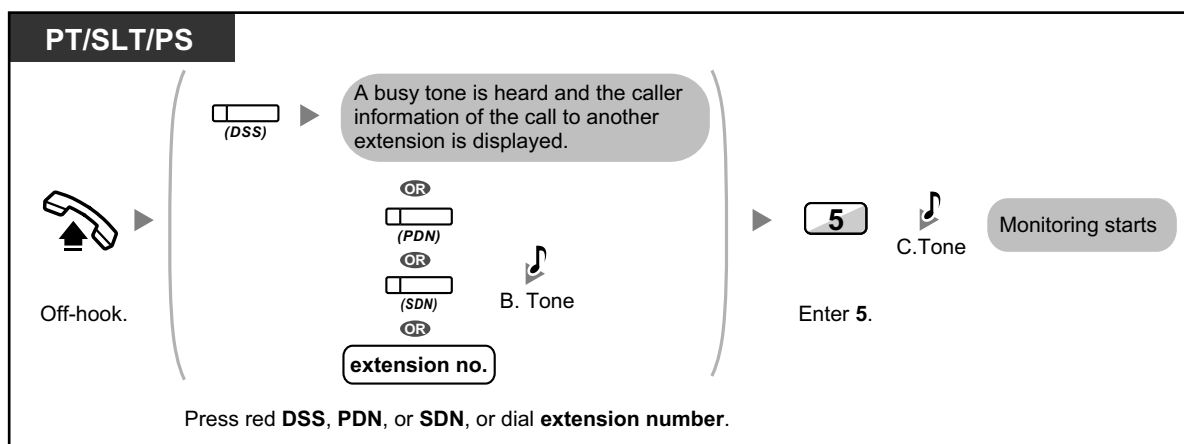 PT/SLT/PS
(DSS)
A busy tone is heard and the caller
information of the call to another
extension is displayed.
OR
(PDN)
OR
(SDN)
OR
extension no.
B. Tone
5
C.Tone
Monitoring starts
Off-hook.
Enter 5.
Press red DSS, PDN, or SDN, or dial extension number.